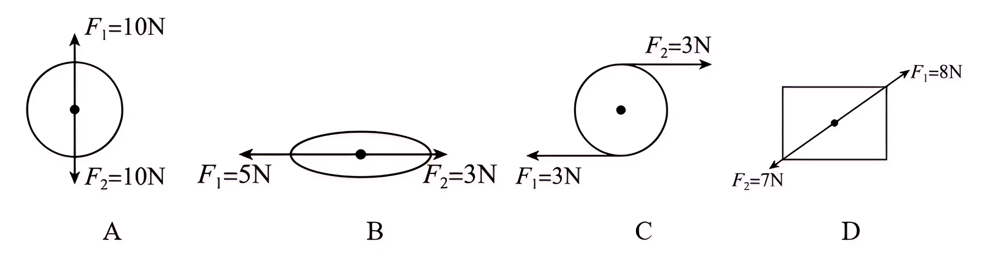 F₁=10N
F₂=10N
A
F₁=5N
F₂=3N
B
F₂=3N
F₁=3N
C
F₁=8N
F₂=7N
D